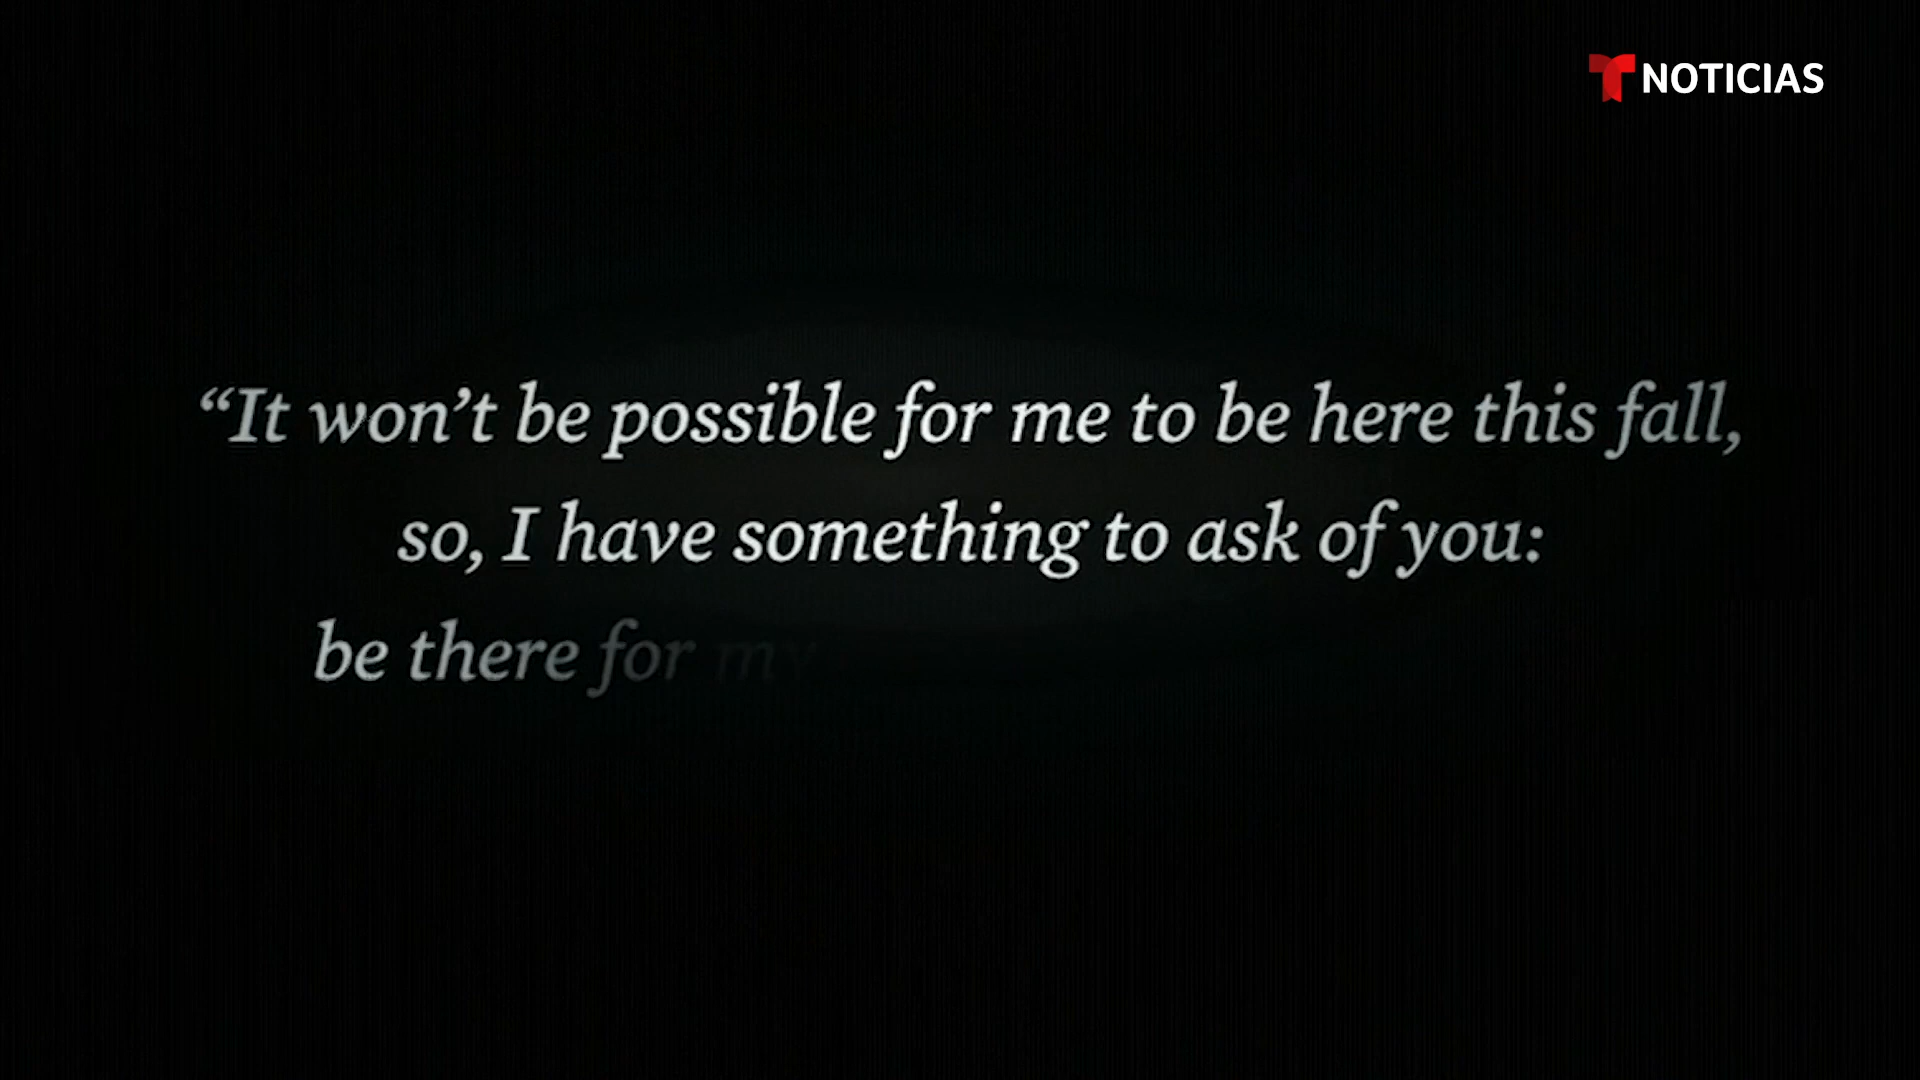 NOTICIAS
“It won’t be possible for me to be here this fall,
so, I have something to ask of you:
be there for my